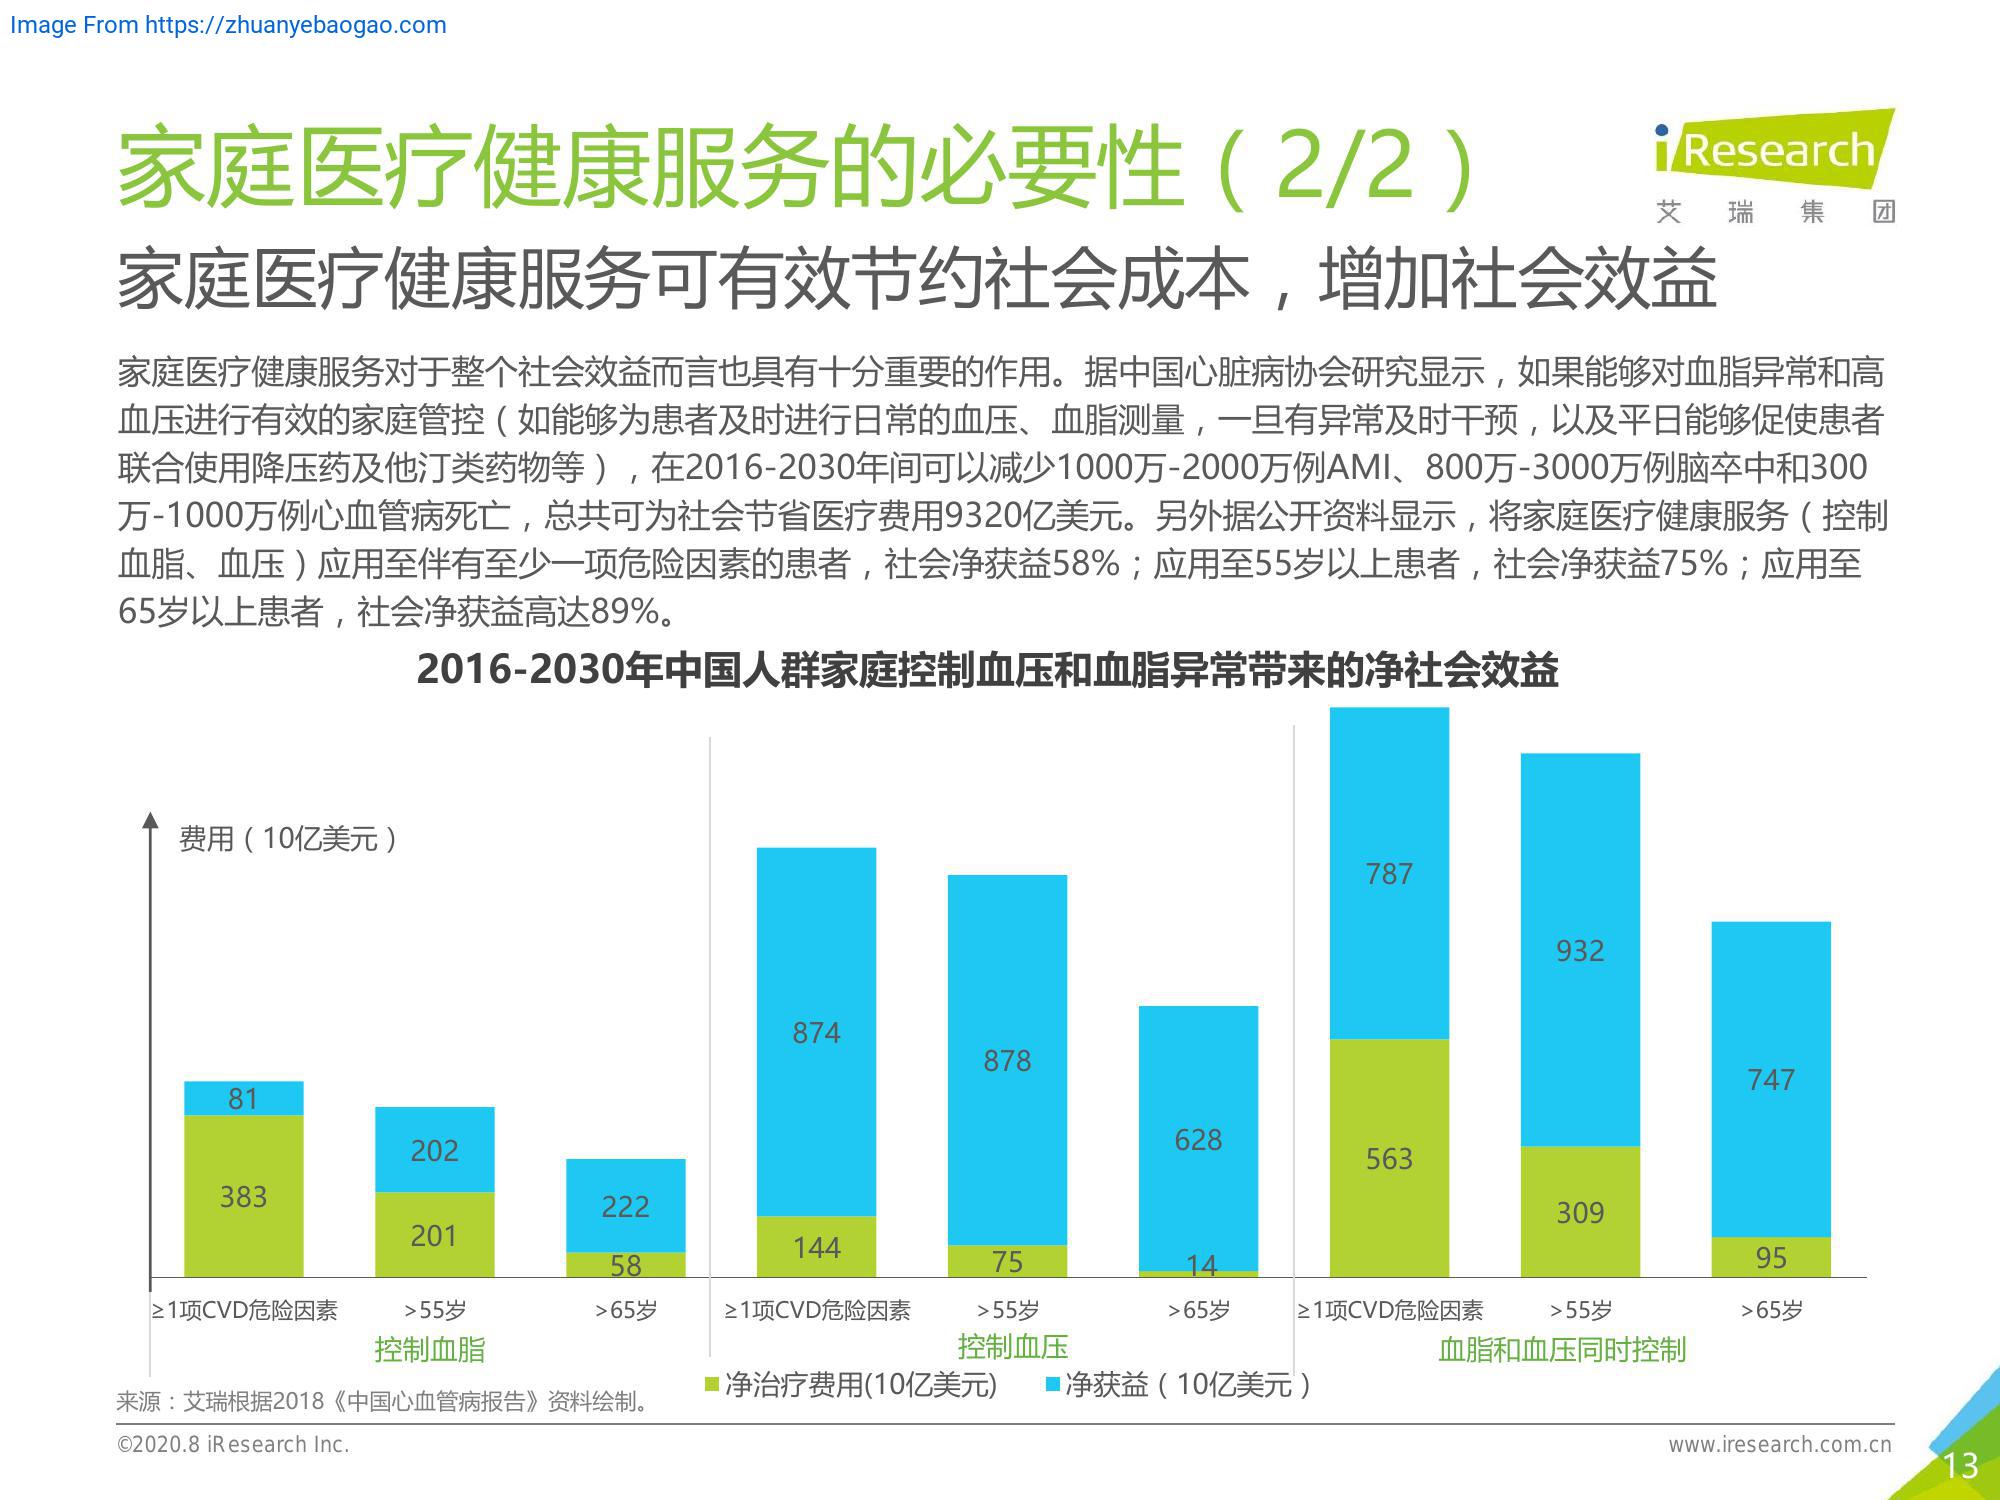 Image From https://zhuanyebaogao.com
家庭医疗健康服务的必要性（2/2）
iResearch
艾瑞集团
家庭医疗健康服务可有效节约社会成本，增加社会效益
家庭医疗健康服务对于整个社会效益而言也具有十分重要的作用。据中国心脏病协会研究显示，如果能够对血脂异常和高
血压进行有效的家庭管控（如能够为患者及时进行日常的血压、血脂测量，一旦有异常及时干预，以及平日能够促使患者
联合使用降压药及他汀类药物等），在2016-2030年间可以减少1000万-2000万例AMI、800万-3000万例脑卒中和300
万-1000万例心血管病死亡，总共可为社会节省医疗费用9320亿美元。另外据公开资料显示，将家庭医疗健康服务（控制
血脂、血压）应用至伴有至少一项危险因素的患者，社会净获益58%；应用至55岁以上患者，社会净获益75%；应用至
65岁以上患者，社会净获益高达89%。
2016-2030年中国人群家庭控制血压和血脂异常带来的净社会效益
费用（10亿美元）
81
383
202
201
222
58
874
144
878
75
628
14
787
563
932
309
747
95
≥1项CVD危险因素
>55岁
>65岁
≥1项CVD危险因素
>55岁
>65岁
≥1项CVD危险因素
>55岁
>65岁
控制血脂
控制血压
血脂和血压同时控制
净治疗费用(10亿美元)
净获益（10亿美元）
来源：艾瑞根据2018《中国心血管病报告》资料绘制。
©2020.8 iResearch Inc.
www.iresearch.com.cn
13